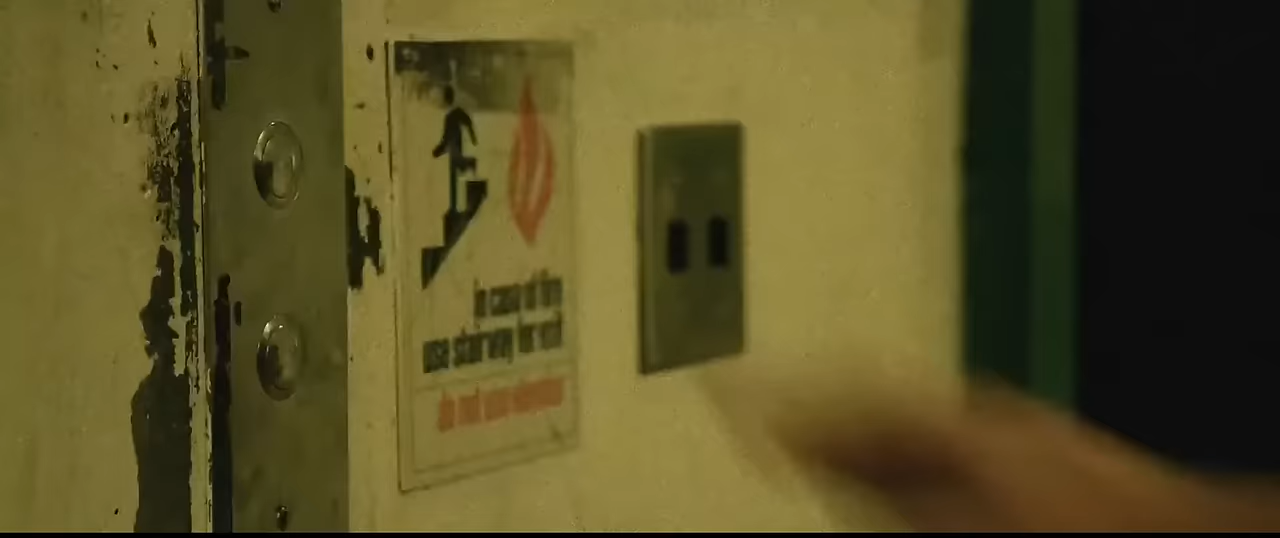 in case of fire
use stairway for exit
do not use elevator